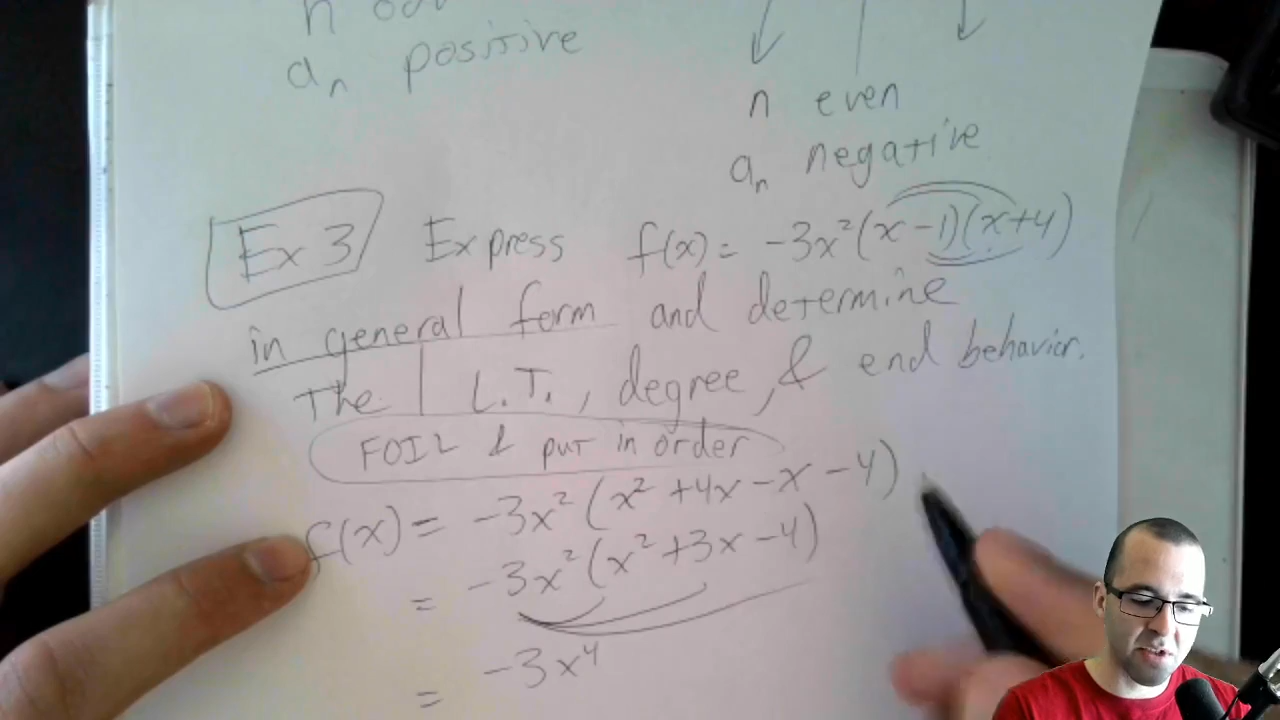 n odd
aₙ positive
n even
aₙ negative
Ex 3 Express f(x) = -3x²(x-1)(x+4)
in general form and determine
The L.T., degree, & end behavior.
FOIL & put in order
f(x) = -3x²(x² +4x -x -4)
= -3x²(x² +3x -4)
= -3x⁴